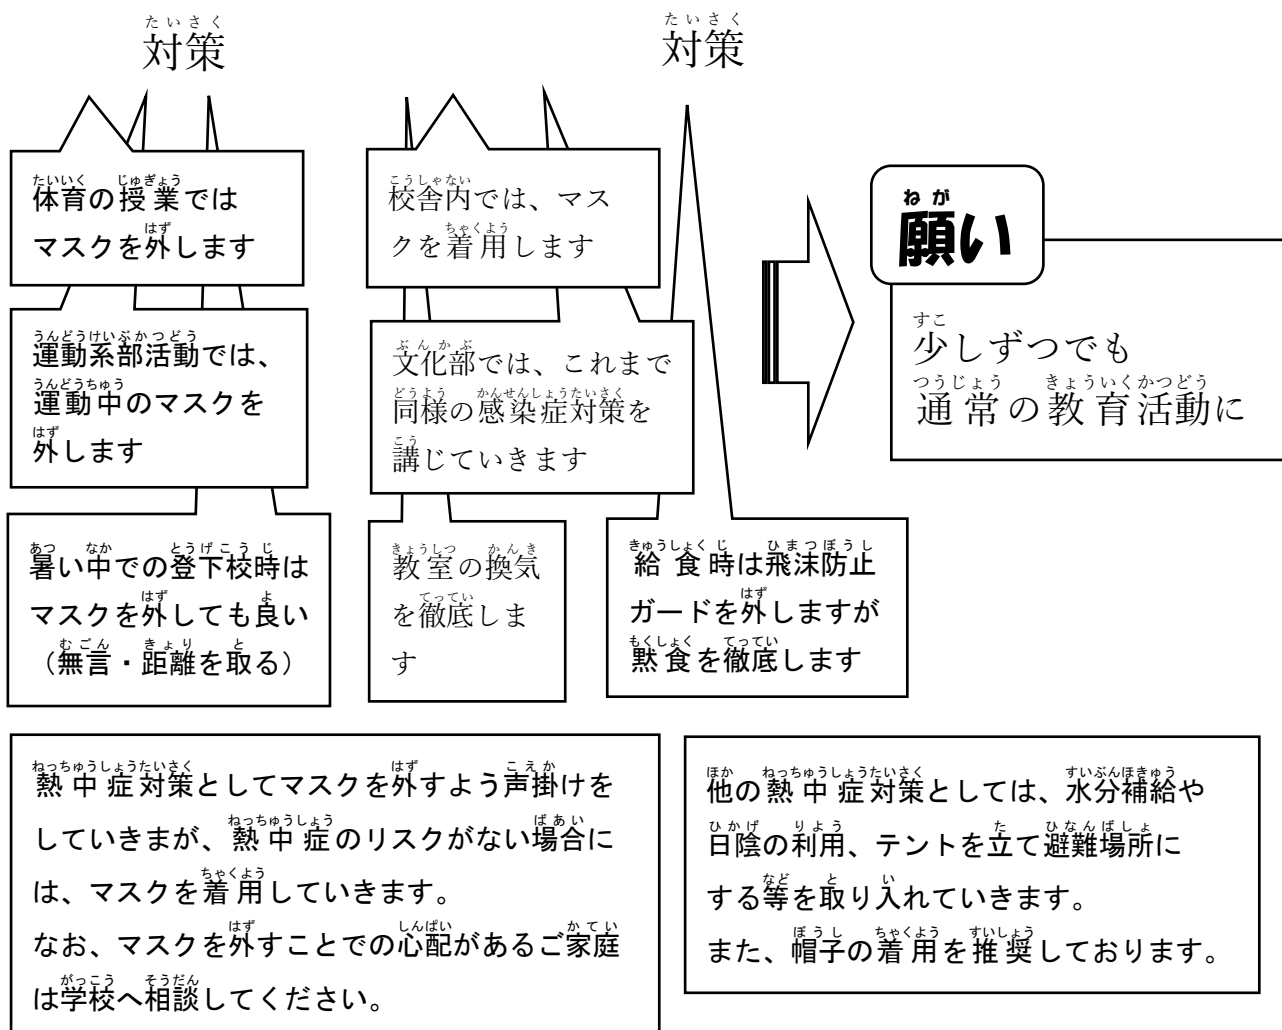 対策
対策
体育の授業では
マスクを外します
運動系部活動では、
運動中のマスクを
外します
暑い中での登下校時は
マスクを外しても良い
（無言・距離を取る）
校舎内では、マス
クを着用します
文化部では、これまで
同様の感染症対策を
講じていきます
教室の換気
を徹底しま
す
給食時は飛沫防止
ガードを外しますが
黙食を徹底します
願い
少しずつでも
通常の教育活動に
熱中症対策としてマスクを外すよう声掛けを
していきまが、熱中症のリスクがない場合に
は、マスクを着用していきます。
なお、マスクを外すことでの心配があるご家庭
は学校へ相談してください。
他の熱中症対策としては、水分補給や
日陰の利用、テントを立て避難場所に
する等を取り入れていきます。
また、帽子の着用を推奨しております。